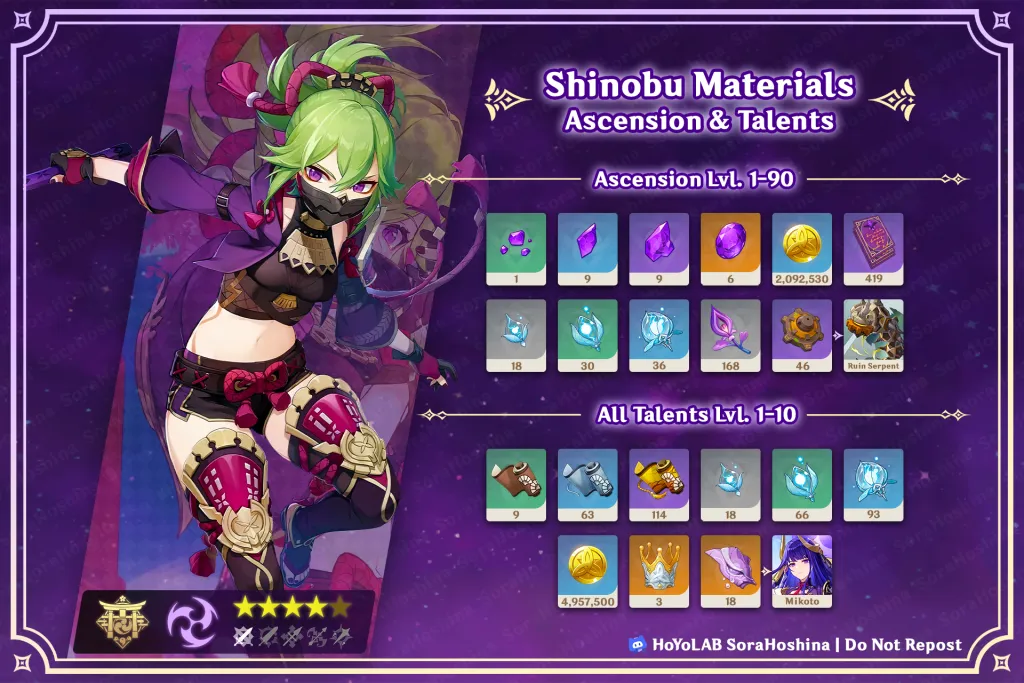 Shinobu Materials
Ascension & Talents
Ascension Lvl. 1-90
1 9 9 6 2,092,530 419
18 30 36 168 46 Ruin Serpent
All Talents Lvl. 1-10
9 63 114 18 66 93
4,957,500 3 18 Mikoto
HoYoLAB SoraHoshina | Do Not Repost